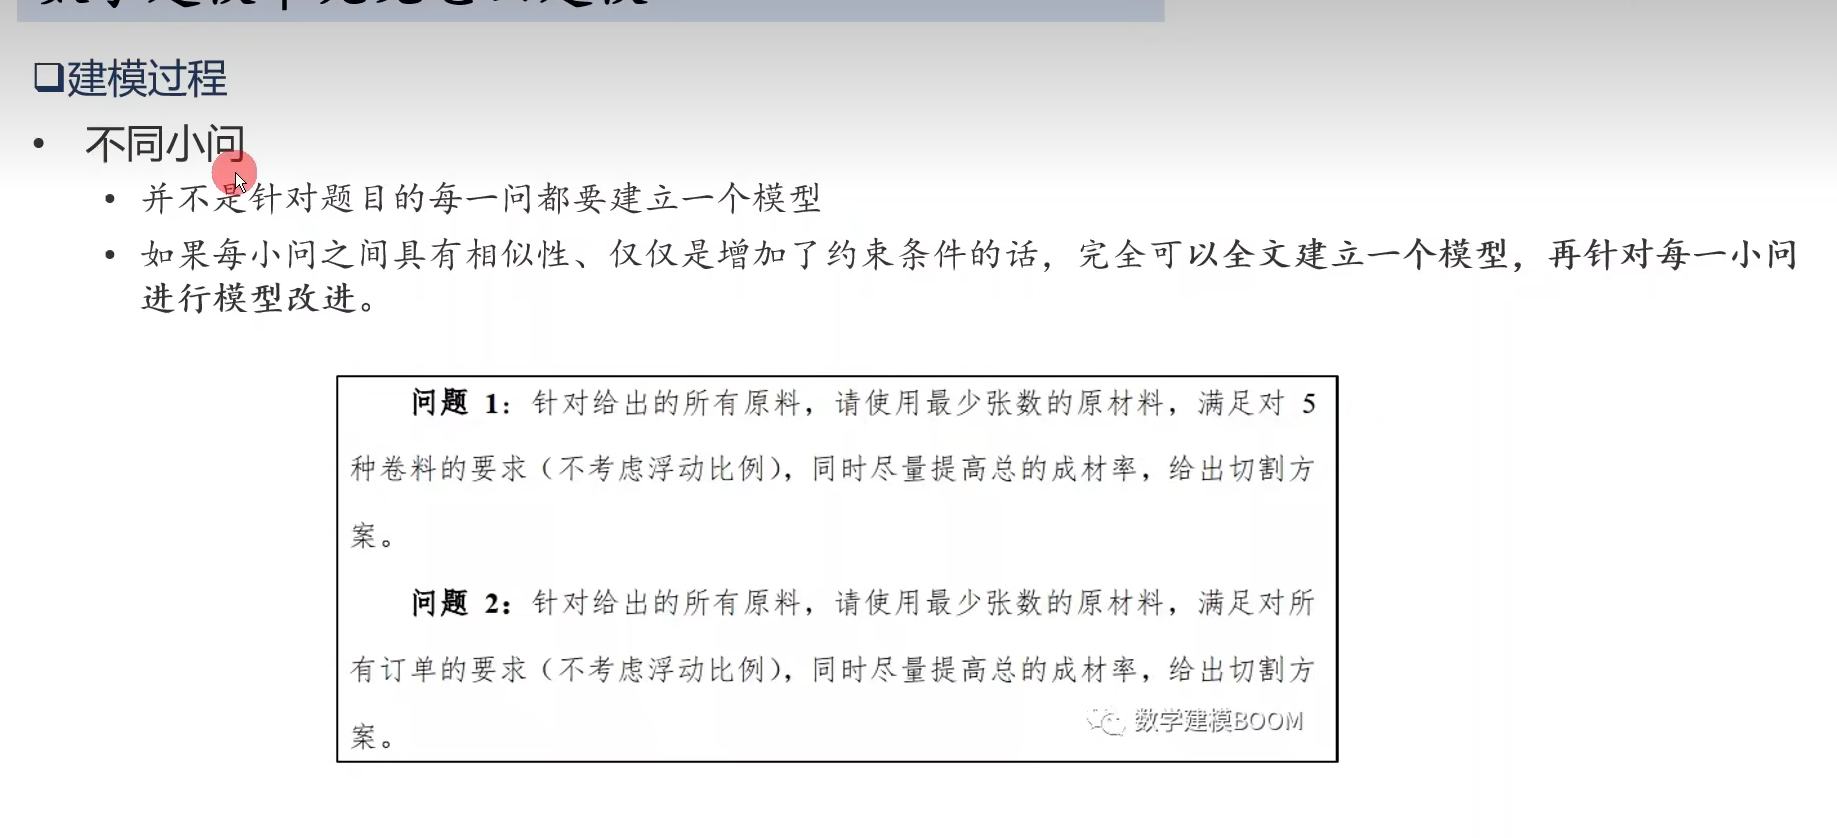 建模过程
不同小问
并不是针对题目的每一问都要建立一个模型
如果每小问之间具有相似性、仅仅是增加了约束条件的话，完全可以全文建立一个模型，再针对每一小问
进行模型改进。
问题 1：针对给出的所有原料，请使用最少张数的原材料，满足对 5
种卷料的要求（不考虑浮动比例），同时尽量提高总的成材率，给出切割方
案。
问题 2：针对给出的所有原料，请使用最少张数的原材料，满足对所
有订单的要求（不考虑浮动比例），同时尽量提高总的成材率，给出切割方
案。
数学建模BOOM